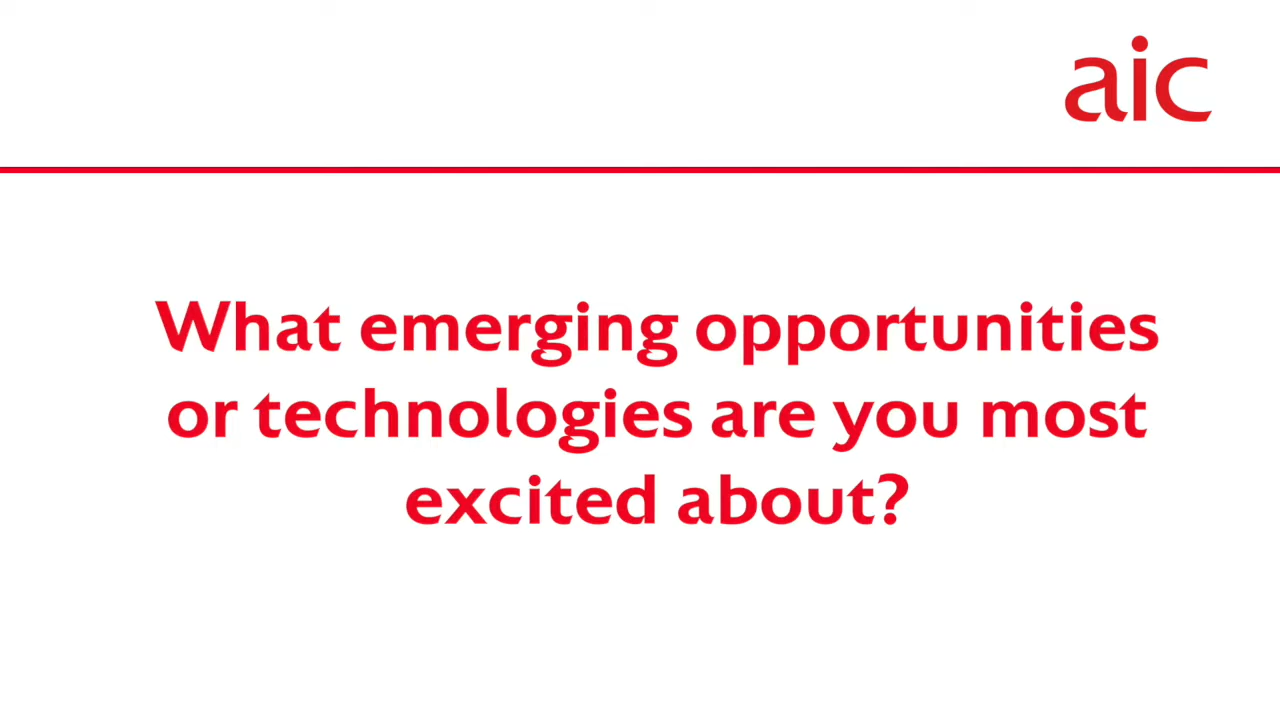 aic
What emerging opportunities
or technologies are you most
excited about?